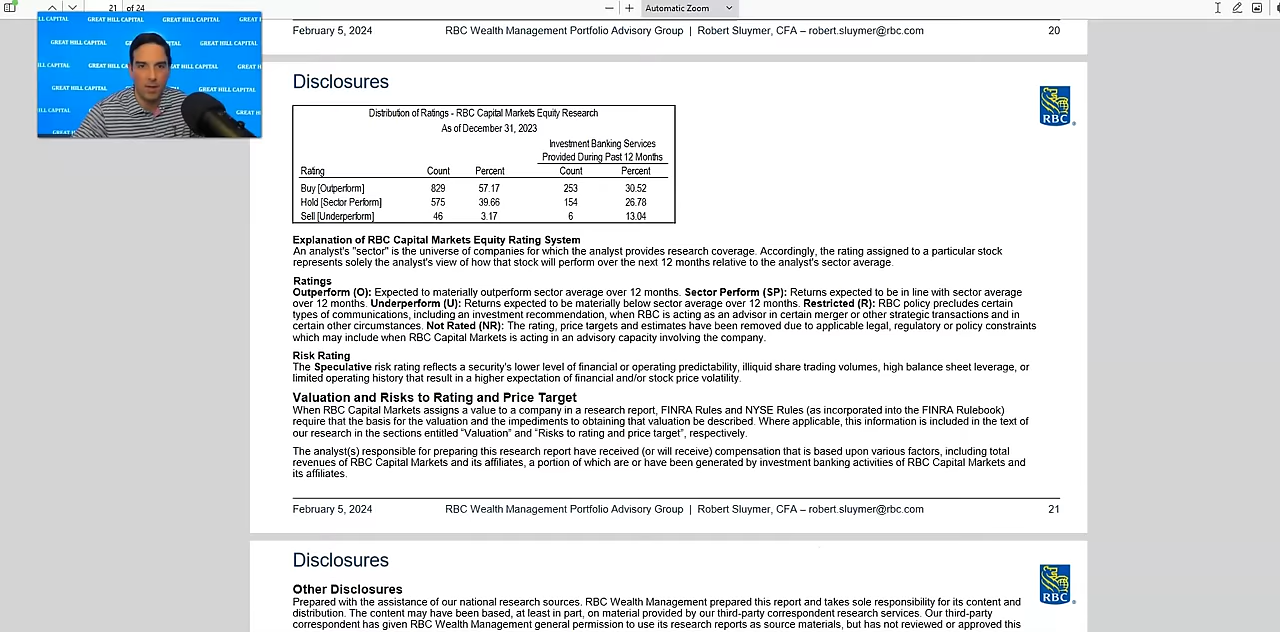 21 of 24
Automatic Zoom
CAPITAL GREAT HILL CAPITAL GREAT HILL CAPITAL
GREAT HILL CAPITAL GREAT HILL CAPITAL
GREAT HILL CAPITAL
GREAT HILL CAPITAL
GREAT HILL CAPITAL
February 5, 2024 RBC Wealth Management Portfolio Advisory Group | Robert Sluymer, CFA – robert.sluymer@rbc.com 20
Disclosures
RBC
Distribution of Ratings - RBC Capital Markets Equity Research
As of December 31, 2023
Investment Banking Services
Provided During Past 12 Months
Rating Count Percent Count Percent
Buy [Outperform] 829 57.17 253 30.52
Hold [Sector Perform] 575 39.66 154 26.78
Sell [Underperform] 46 3.17 6 13.04
Explanation of RBC Capital Markets Equity Rating System
An analyst's "sector" is the universe of companies for which the analyst provides research coverage. Accordingly, the rating assigned to a particular stock
represents solely the analyst's view of how that stock will perform over the next 12 months relative to the analyst's sector average.
Ratings
Outperform (O): Expected to materially outperform sector average over 12 months. Sector Perform (SP): Returns expected to be in line with sector average
over 12 months. Underperform (U): Returns expected to be materially below sector average over 12 months. Restricted (R): RBC policy precludes certain
types of communications, including an investment recommendation, when RBC is acting as an advisor in certain merger or other strategic transactions and in
certain other circumstances. Not Rated (NR): The rating, price targets and estimates have been removed due to applicable legal, regulatory or policy constraints
which may include when RBC Capital Markets is acting in an advisory capacity involving the company.
Risk Rating
The Speculative risk rating reflects a security's lower level of financial or operating predictability, illiquid share trading volumes, high balance sheet leverage, or
limited operating history that result in a higher expectation of financial and/or stock price volatility.
Valuation and Risks to Rating and Price Target
When RBC Capital Markets assigns a value to a company in a research report, FINRA Rules and NYSE Rules (as incorporated into the FINRA Rulebook)
require that the basis for the valuation and the impediments to obtaining that valuation be described. Where applicable, this information is included in the text of
our research in the sections entitled “Valuation” and “Risks to rating and price target”, respectively.
The analyst(s) responsible for preparing this research report have received (or will receive) compensation that is based upon various factors, including total
revenues of RBC Capital Markets and its affiliates, a portion of which are or have been generated by investment banking activities of RBC Capital Markets and
its affiliates.
February 5, 2024 RBC Wealth Management Portfolio Advisory Group | Robert Sluymer, CFA – robert.sluymer@rbc.com 21
Disclosures
RBC
Other Disclosures
Prepared with the assistance of our national research sources. RBC Wealth Management prepared this report and takes sole responsibility for its content and
distribution. The content may have been based, at least in part, on material provided by our third-party correspondent research services. Our third-party
correspondent has given RBC Wealth Management general permission to use its research reports as source materials, but has not reviewed or approved this